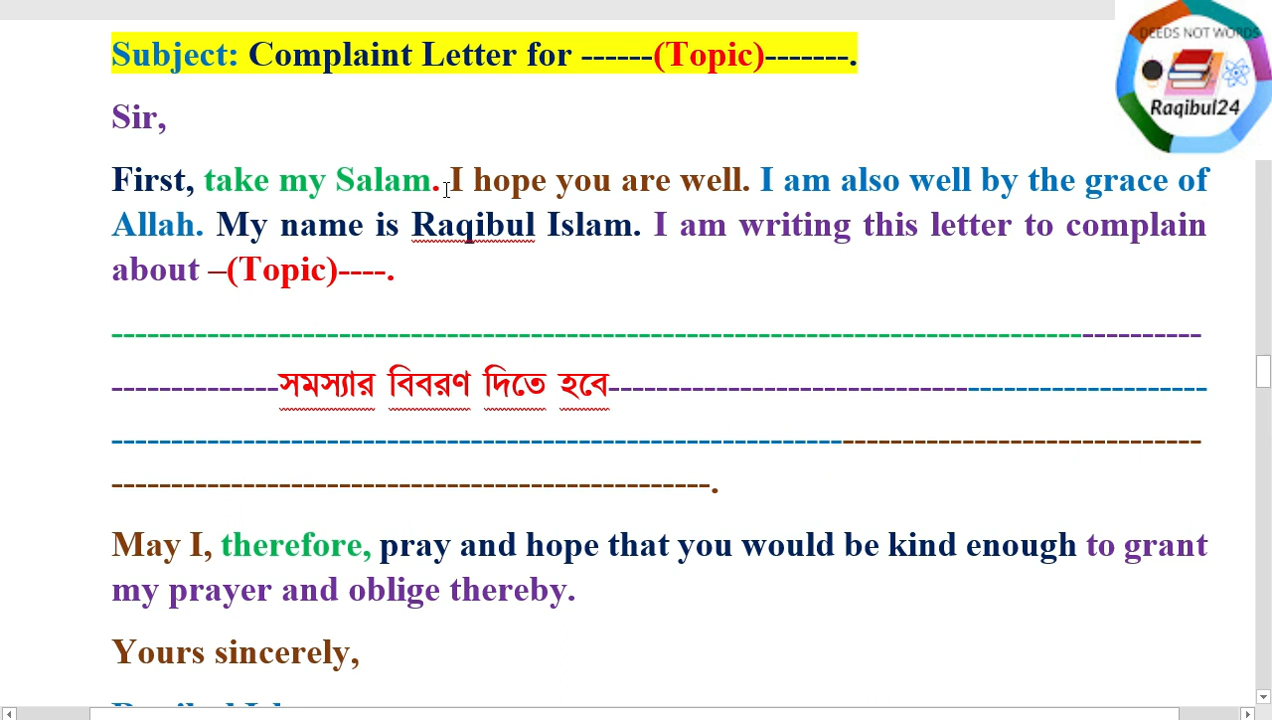 DEEDS NOT WORDS
Raqibul24
Subject: Complaint Letter for ------(Topic)-------.
Sir,
First, take my Salam. I hope you are well. I am also well by the grace of
Allah. My name is Raqibul Islam. I am writing this letter to complain
about –(Topic)----.
---------------------------------------------------------------------------------------------
--------------সমস্যার বিবরণ দিতে হবে--------------------------------------------------
-------------------------------------------------------------------------------------------
--------------------------------------------------.
May I, therefore, pray and hope that you would be kind enough to grant
my prayer and oblige thereby.
Yours sincerely,